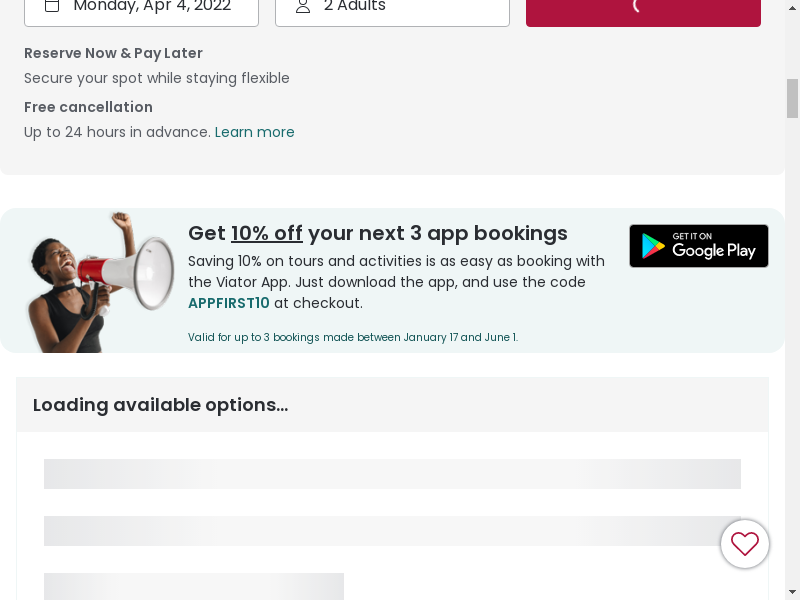 Monday, Apr 4, 2022
2 Adults
Reserve Now & Pay Later
Secure your spot while staying flexible
Free cancellation
Up to 24 hours in advance. Learn more
Get 10% off your next 3 app bookings
Saving 10% on tours and activities is as easy as booking with
the Viator App. Just download the app, and use the code
APPFIRST10 at checkout.
Valid for up to 3 bookings made between January 17 and June 1.
GET IT ON
Google Play
Loading available options...